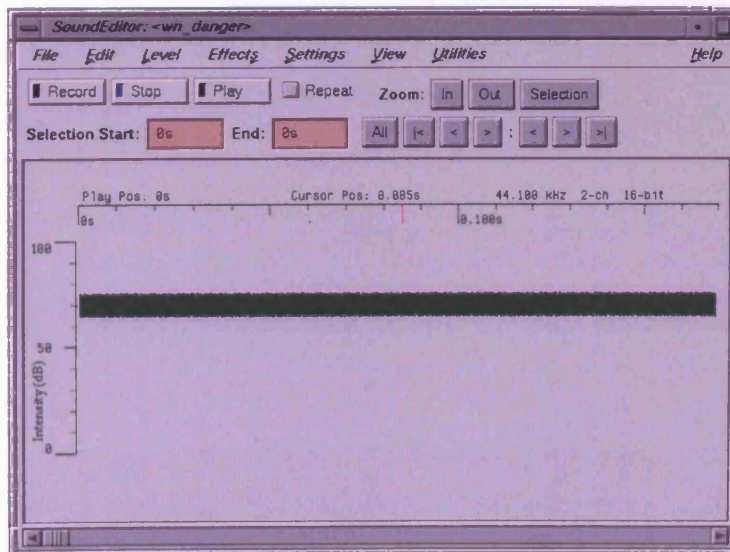 SoundEditor: <wn_danger>
File Edit Level Effects Settings View Utilities Help
Record Stop Play Repeat Zoom: In Out Selection
Selection Start: 0s End: 0s All |< < > : < > >|
Play Pos: 0s Cursor Pos: 0.085s 44.100 kHz 2-ch 16-bit
0s 0.100s
100
50
Intensity (dB)
0